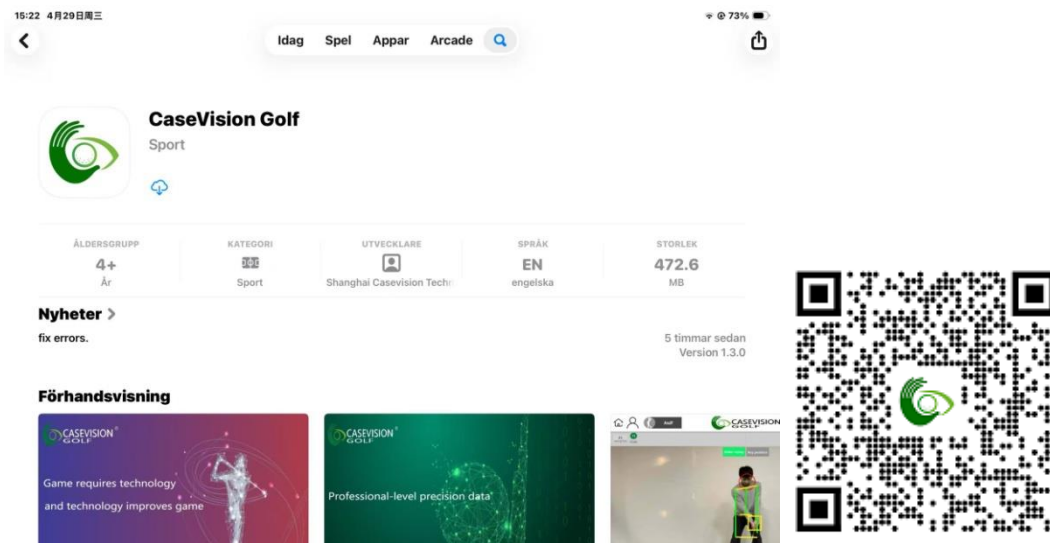 15:22 4月29日周三
73%
Idag Spel Appar Arcade
CaseVision Golf
Sport
ÅLDERSGRUPP
4+
År
KATEGORI
Sport
UTVECKLARE
Shanghai Casevision Techn
SPRÅK
EN
engelska
STORLEK
472.6
MB
Nyheter >
fix errors.
5 timmar sedan
Version 1.3.0
Förhandsvisning
CASEVISION®
GOLF
Game requires technology
and technology improves game
CASEVISION®
GOLF
Professional-level precision data
CASEVISION
GOLF